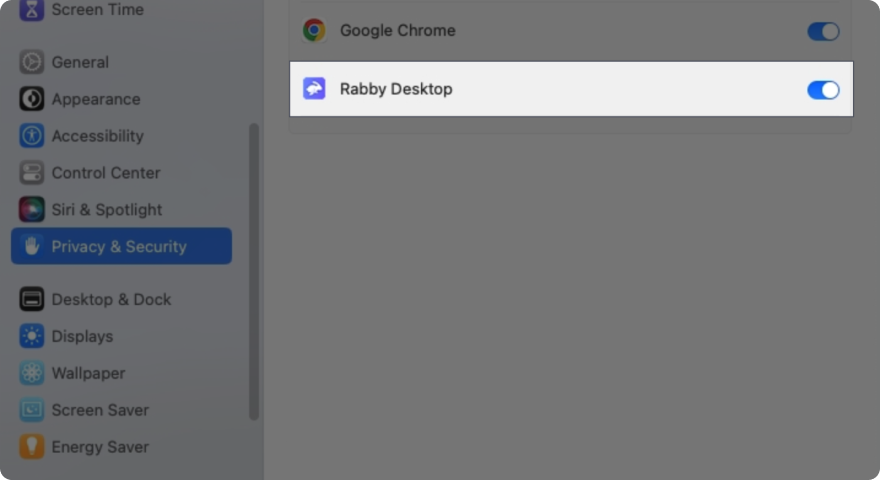 Screen Time
General
Appearance
Accessibility
Control Center
Siri & Spotlight
Privacy & Security
Desktop & Dock
Displays
Wallpaper
Screen Saver
Energy Saver
Google Chrome
Rabby Desktop